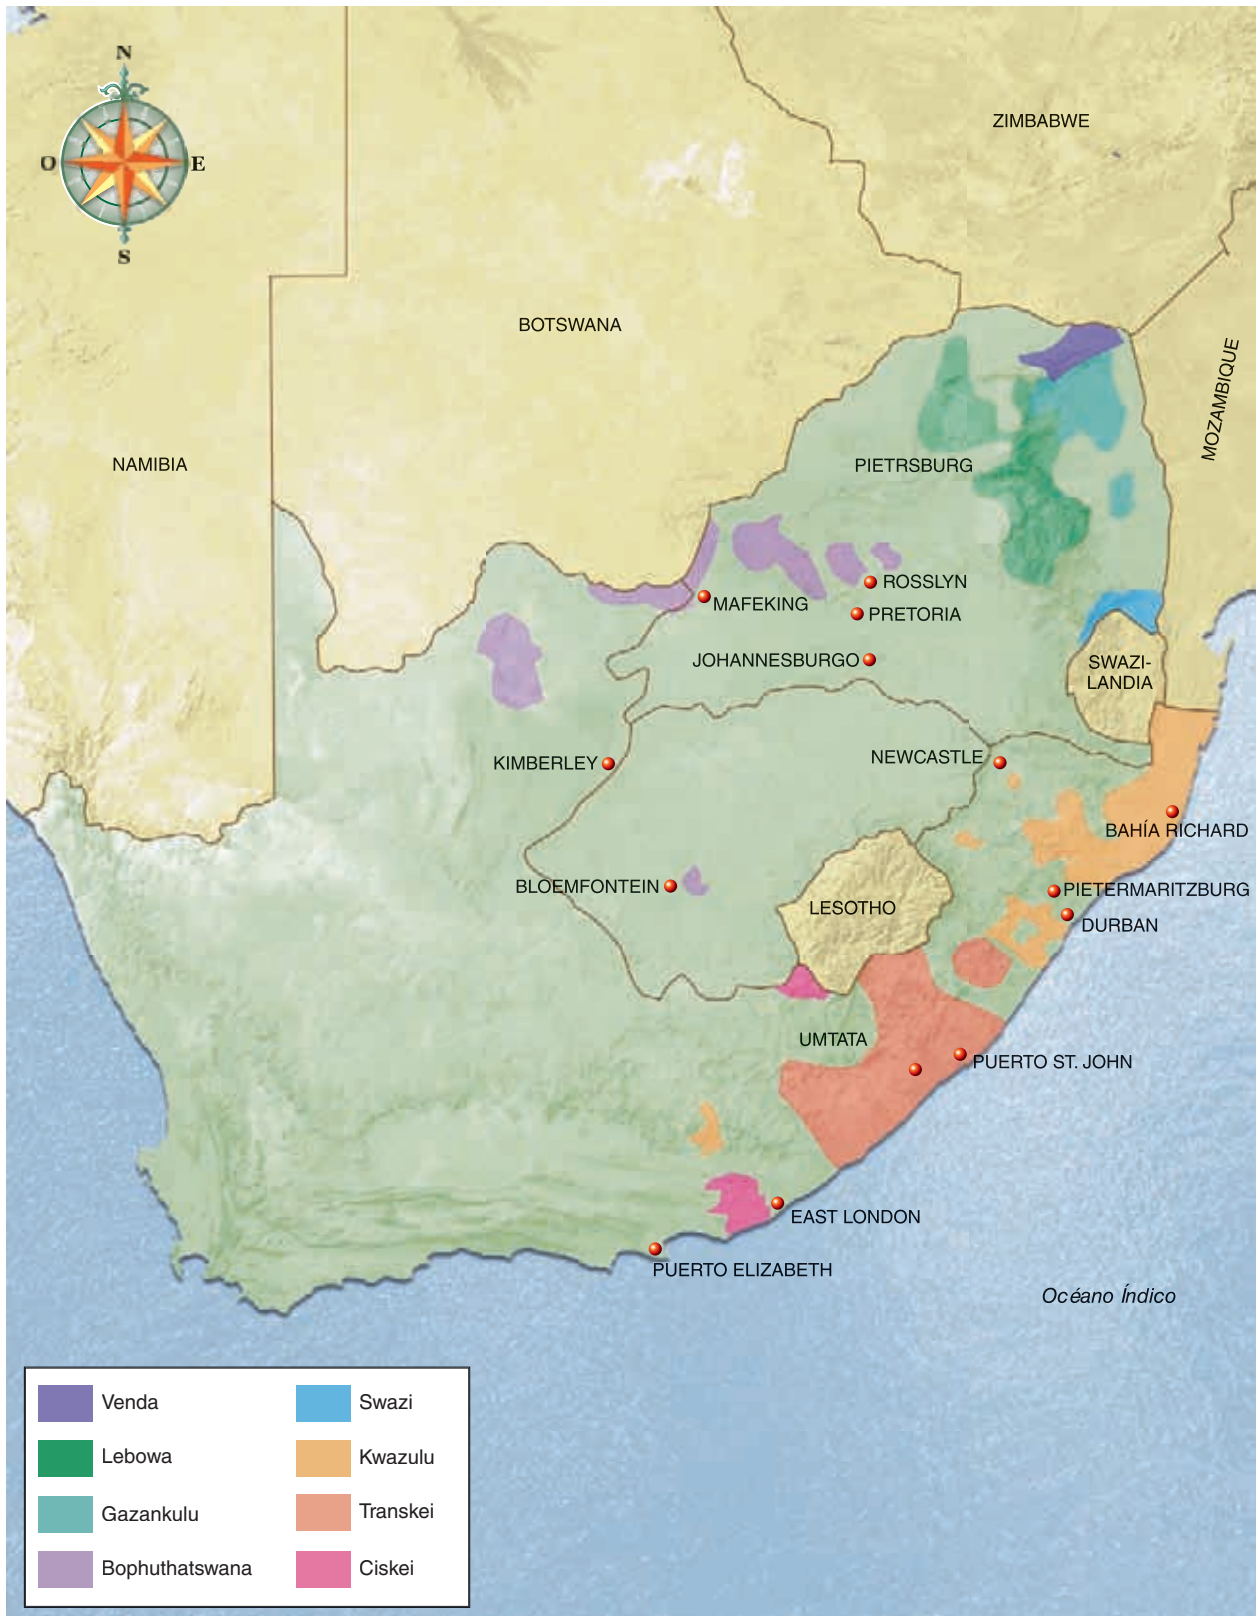 N
O
E
S
ZIMBABWE
BOTSWANA
MOZAMBIQUE
NAMIBIA
PIETRSBURG
ROSSLYN
MAFEKING
PRETORIA
JOHANNESBURGO
SWAZI-
LANDIA
KIMBERLEY
NEWCASTLE
BAHÍA RICHARD
BLOEMFONTEIN
PIETERMARITZBURG
LESOTHO
DURBAN
UMTATA
PUERTO ST. JOHN
EAST LONDON
PUERTO ELIZABETH
Océano Índico
Venda
Lebowa
Gazankulu
Bophuthatswana
Swazi
Kwazulu
Transkei
Ciskei